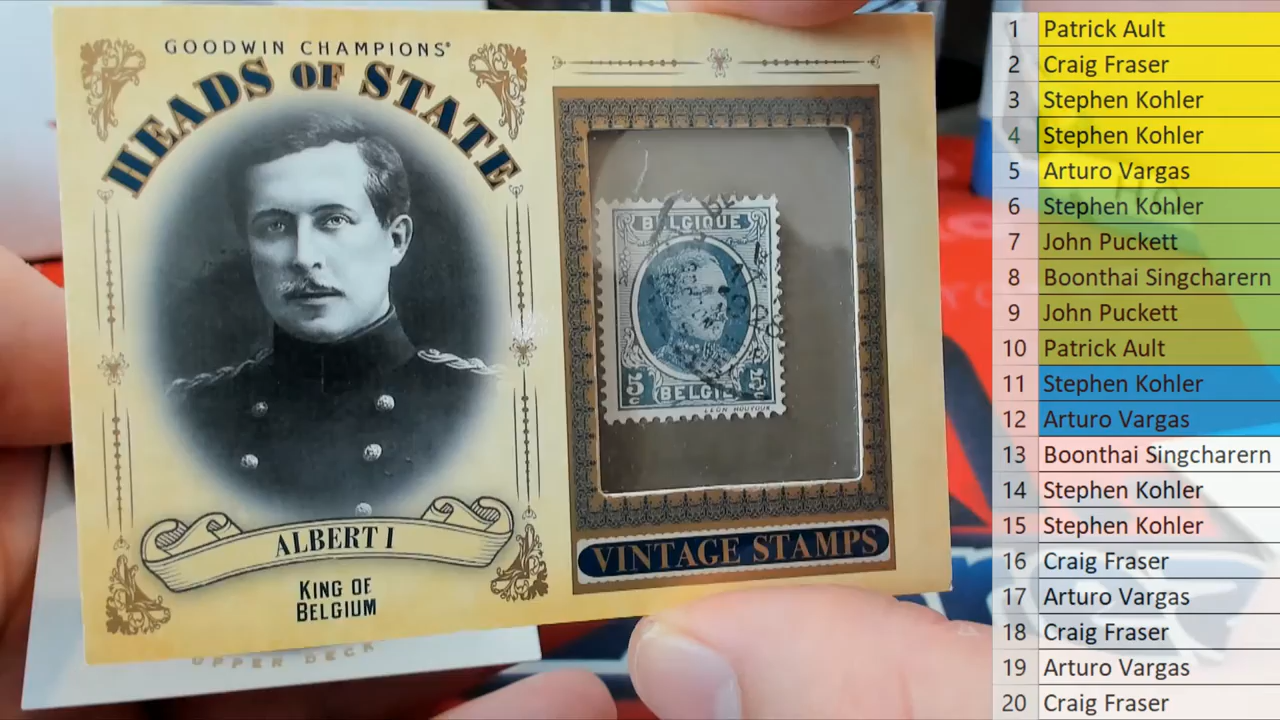 GOODWIN CHAMPIONS
HEADS OF STATE
ALBERT I
KING OF
BELGIUM
BELGIQUE
5 c
5 c
BELGIE
LEON HOUYOUX
VINTAGE STAMPS
UPPER DECK
1 Patrick Ault
2 Craig Fraser
3 Stephen Kohler
4 Stephen Kohler
5 Arturo Vargas
6 Stephen Kohler
7 John Puckett
8 Boonthai Singcharern
9 John Puckett
10 Patrick Ault
11 Stephen Kohler
12 Arturo Vargas
13 Boonthai Singcharern
14 Stephen Kohler
15 Stephen Kohler
16 Craig Fraser
17 Arturo Vargas
18 Craig Fraser
19 Arturo Vargas
20 Craig Fraser